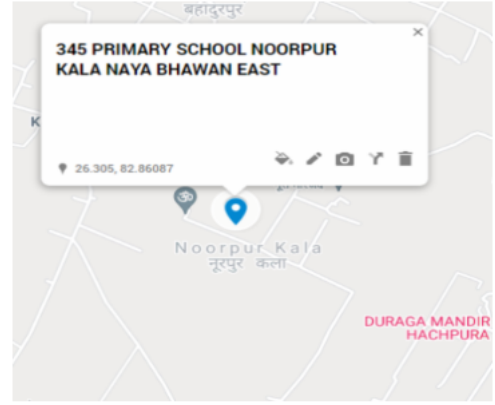 बहादुरपुर
345 PRIMARY SCHOOL NOORPUR
KALA NAYA BHAWAN EAST
K
26.305, 82.86087
ॐ
Noorpur Kala
नूरपुर कला
DURAGA MANDIR
HACHPURA